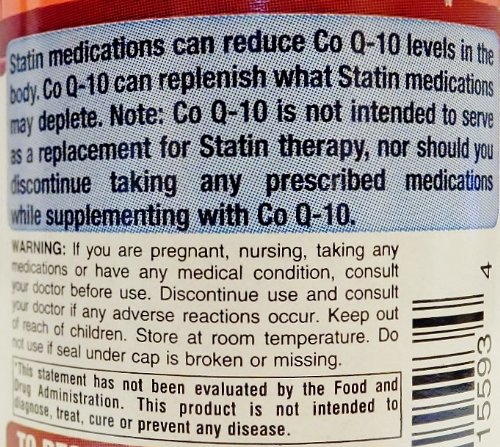 Statin medications can reduce Co Q-10 levels in the
body. Co Q-10 can replenish what Statin medications
may deplete. Note: Co Q-10 is not intended to serve
as a replacement for Statin therapy, nor should you
discontinue taking any prescribed medications
while supplementing with Co Q-10.
WARNING: If you are pregnant, nursing, taking any
medications or have any medical condition, consult
your doctor before use. Discontinue use and consult
your doctor if any adverse reactions occur. Keep out
of reach of children. Store at room temperature. Do
not use if seal under cap is broken or missing.
*This statement has not been evaluated by the Food and
Drug Administration. This product is not intended to
diagnose, treat, cure or prevent any disease.
15593 4
TO